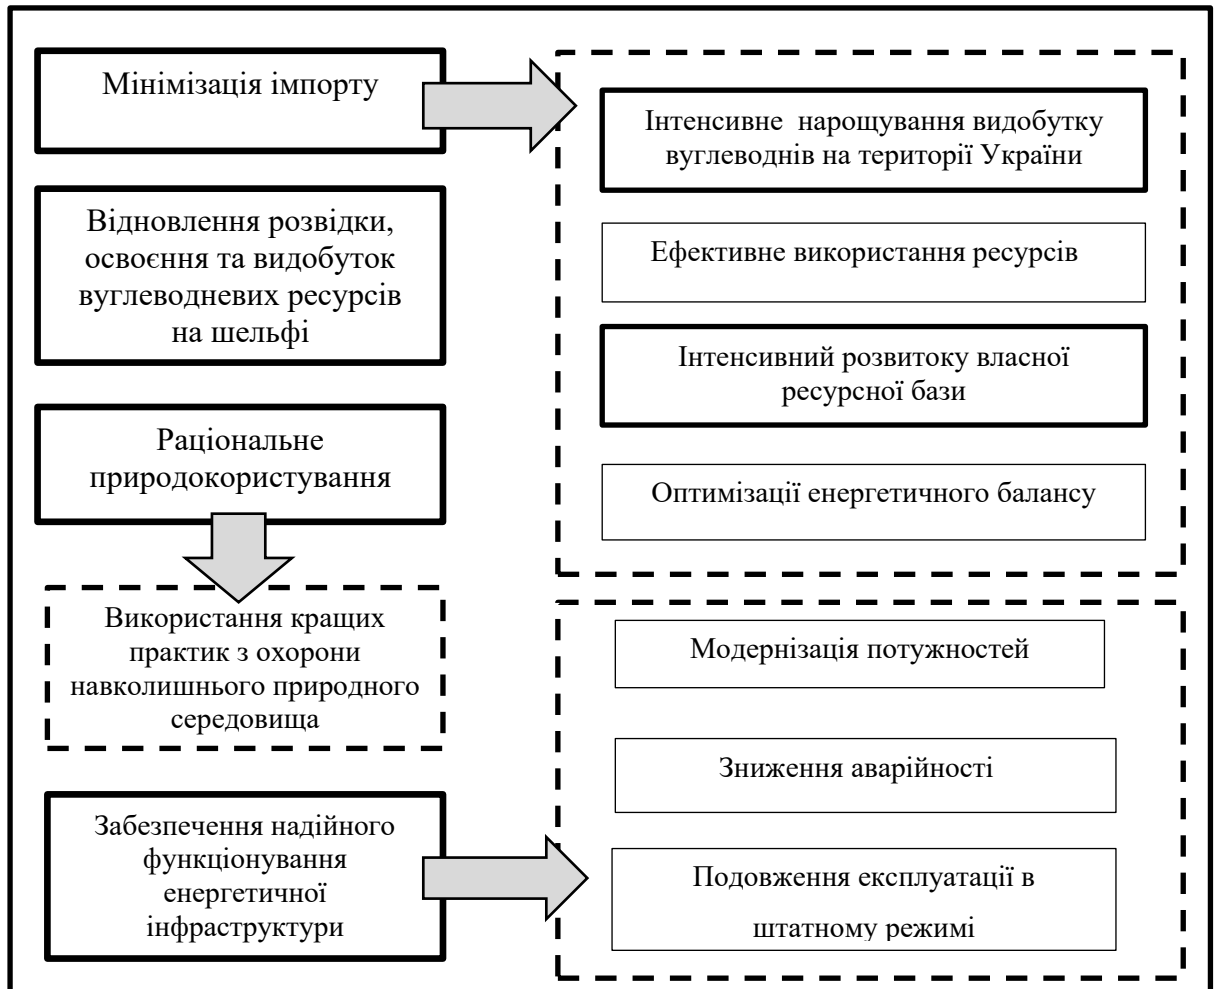 Мінімізація імпорту
Інтенсивне нарощування видобутку
вуглеводнів на території України
Відновлення розвідки,
освоєння та видобуток
вуглеводневих ресурсів
на шельфі
Ефективне використання ресурсів
Інтенсивний розвитоку власної
ресурсної бази
Раціональне
природокористування
Оптимізації енергетичного балансу
Використання кращих
практик з охорони
навколишнього природного
середовища
Модернізація потужностей
Зниження аварійності
Забезпечення надійного
функціонування
енергетичної
інфраструктури
Подовження експлуатації в
штатному режимі